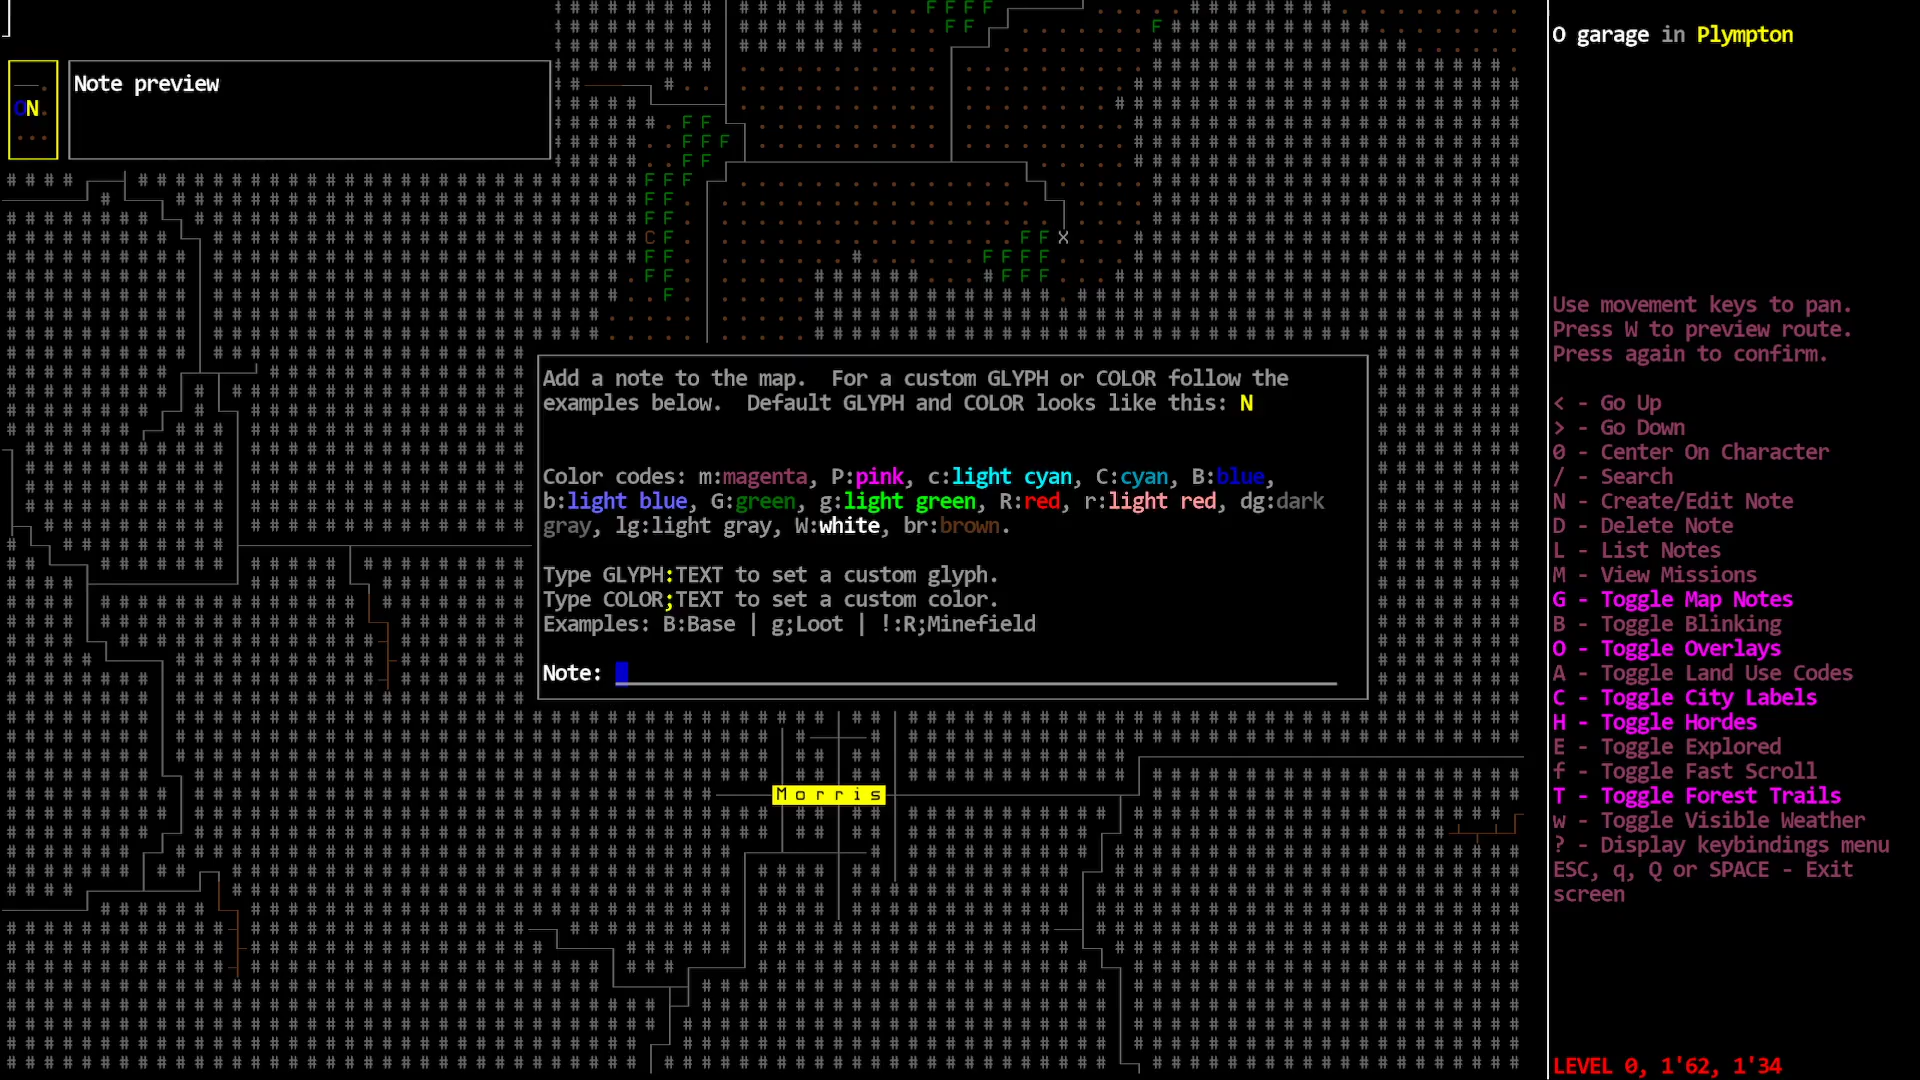 Note preview
ON
O garage in Plympton
Add a note to the map.  For a custom GLYPH or COLOR follow the
examples below.  Default GLYPH and COLOR looks like this: N
Color codes: m:magenta, P:pink, c:light cyan, C:cyan, B:blue,
b:light blue, G:green, g:light green, R:red, r:light red, dg:dark
gray, lg:light gray, W:white, br:brown.
Type GLYPH:TEXT to set a custom glyph.
Type COLOR;TEXT to set a custom color.
Examples: B:Base | g;Loot | !:R;Minefield
Note:
Morris
Use movement keys to pan.
Press W to preview route.
Press again to confirm.
< - Go Up
> - Go Down
0 - Center On Character
/ - Search
N - Create/Edit Note
D - Delete Note
L - List Notes
M - View Missions
G - Toggle Map Notes
B - Toggle Blinking
O - Toggle Overlays
A - Toggle Land Use Codes
C - Toggle City Labels
H - Toggle Hordes
E - Toggle Explored
f - Toggle Fast Scroll
T - Toggle Forest Trails
w - Toggle Visible Weather
? - Display keybindings menu
ESC, q, Q or SPACE - Exit
screen
LEVEL 0, 1'62, 1'34